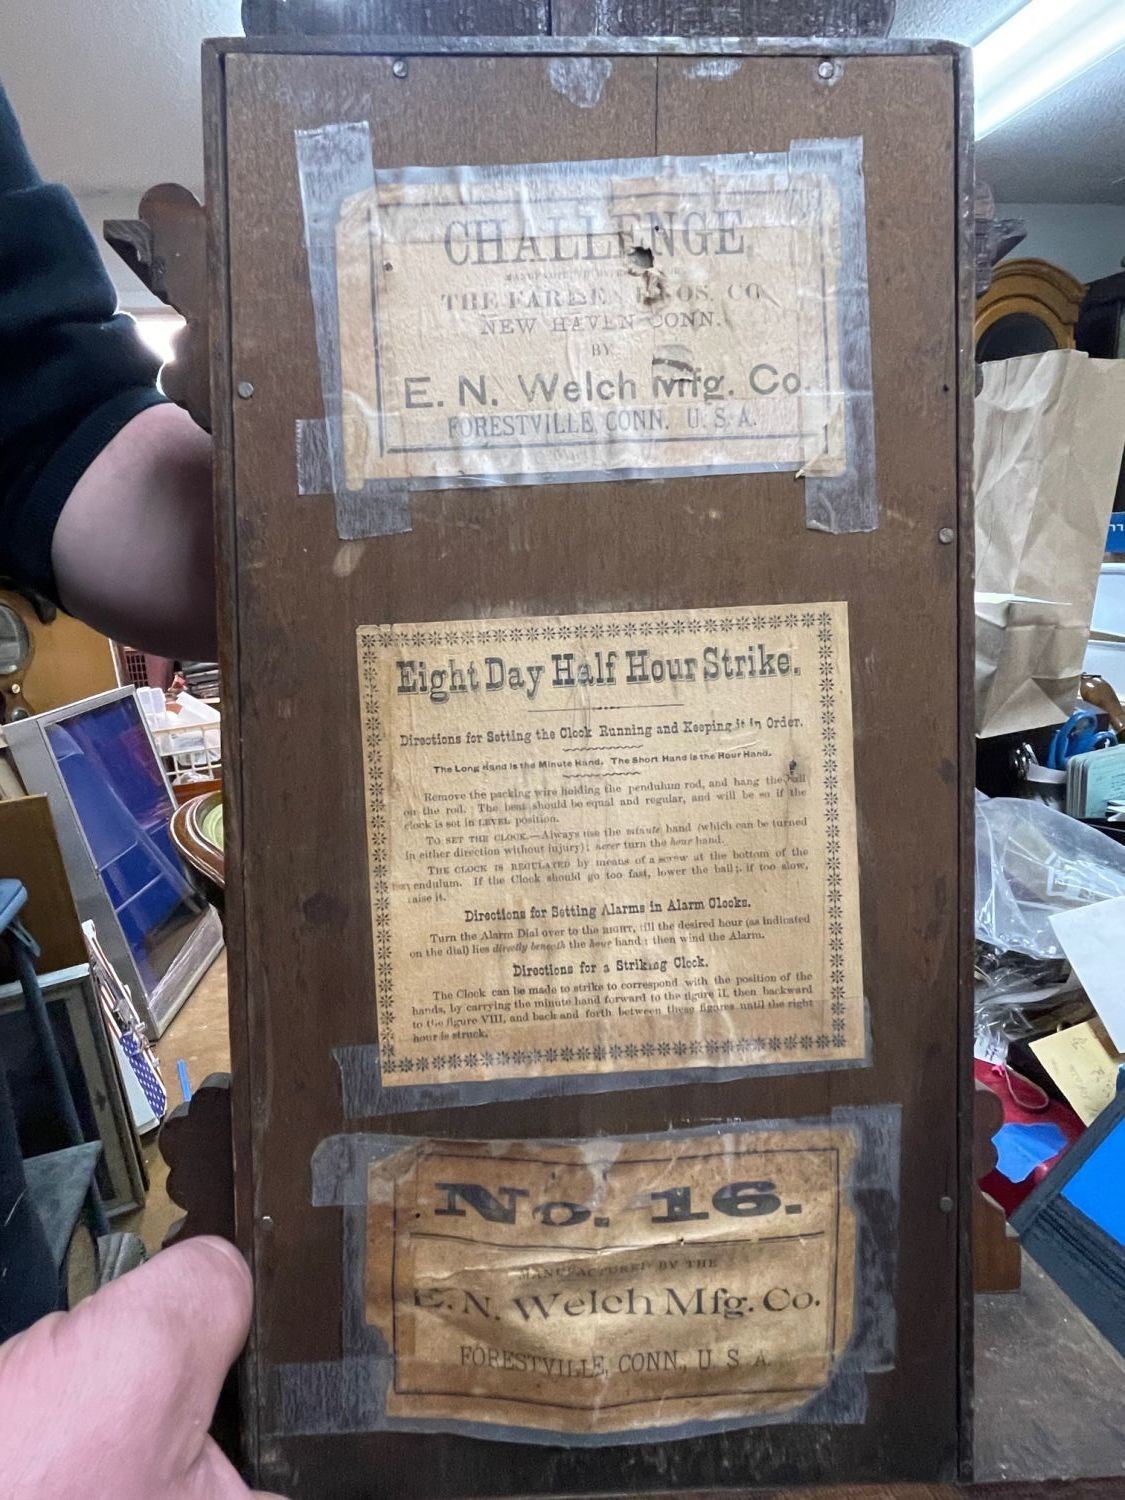 CHALLENGE,
MANUFACTURED
THE FARREN BROS. CO
NEW HAVEN CONN.
BY
E. N. Welch Mfg. Co.
FORESTVILLE, CONN. U. S. A.
Eight Day Half Hour Strike.
Directions for Setting the Clock Running and Keeping it in Order.
The Long Hand is the Minute Hand. The Short Hand is the Hour Hand.
Remove the packing wire holding the pendulum rod, and hang the ball
on the rod. The beat should be equal and regular, and will be so if the
clock is set in LEVEL position.
TO SET THE CLOCK.—Always use the minute hand (which can be turned
in either direction without injury); never turn the hour hand.
THE CLOCK IS REGULATED by means of a screw at the bottom of the
pendulum. If the Clock should go too fast, lower the ball; if too slow,
raise it.
Directions for Setting Alarms in Alarm Clocks.
Turn the Alarm Dial over to the RIGHT, till the desired hour (as indicated
on the dial) lies directly beneath the hour hand; then wind the Alarm.
Directions for a Striking Clock.
The Clock can be made to strike to correspond with the position of the
hands, by carrying the minute hand forward to the figure II, then backward
to the figure VIII, and back and forth between these figures until the right
hour is struck.
No. 16.
MANUFACTURED BY THE
E. N. Welch Mfg. Co.
FORESTVILLE, CONN., U. S. A.